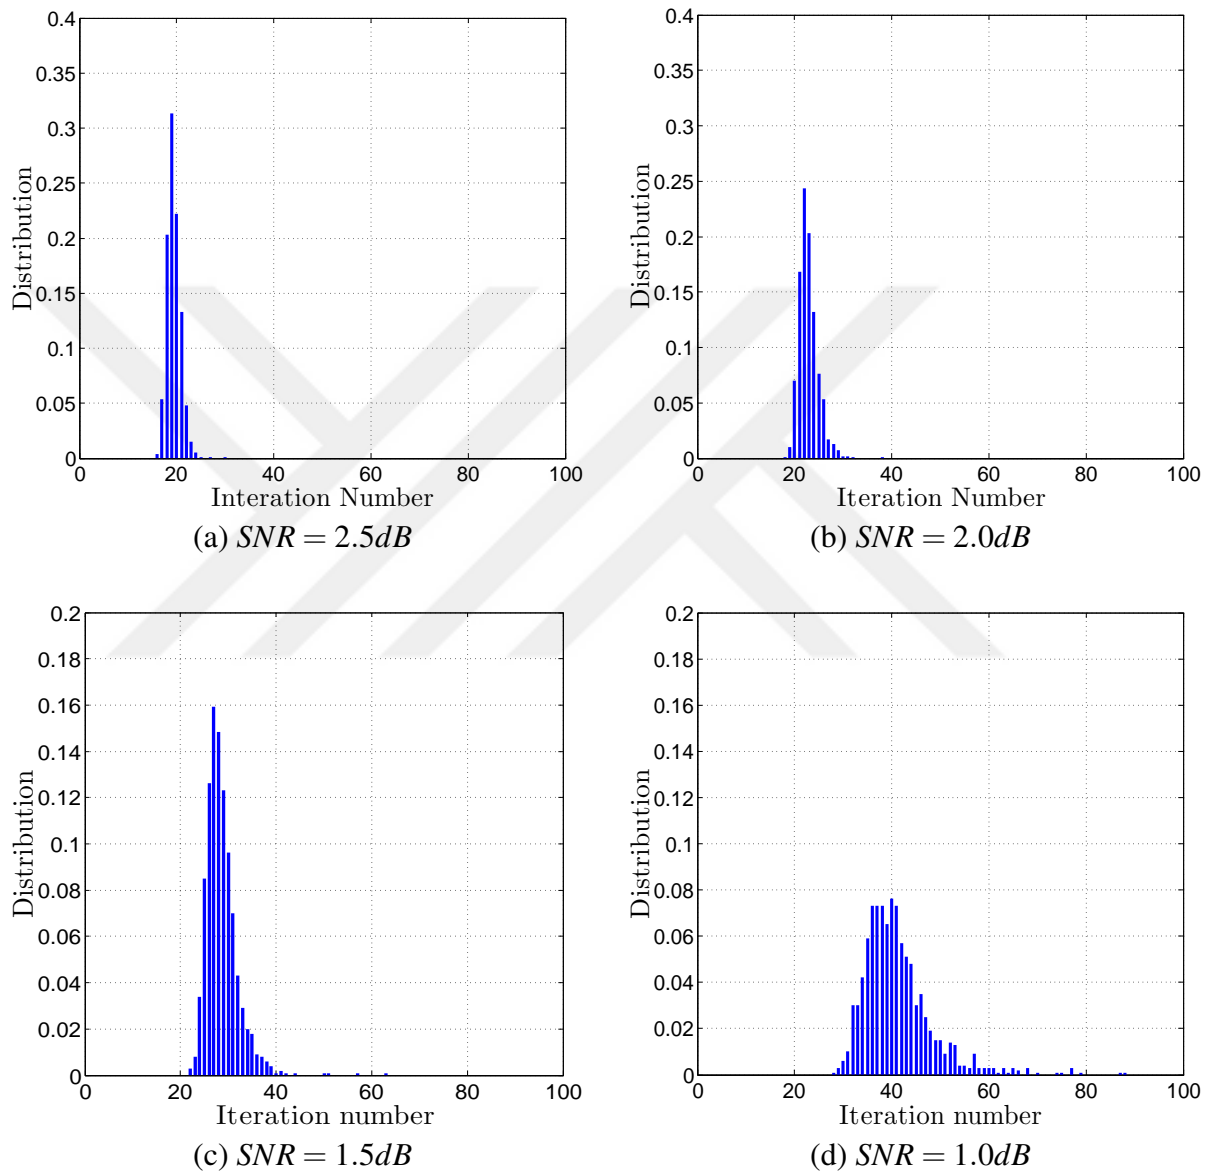 0.4
0.35
0.3
0.25
0.2
0.15
0.1
0.05
0
Distribution
0 20 40 60 80 100
Interation Number
(a) SNR = 2.5dB
0.4
0.35
0.3
0.25
0.2
0.15
0.1
0.05
0
Distribution
0 20 40 60 80 100
Iteration Number
(b) SNR = 2.0dB
0.2
0.18
0.16
0.14
0.12
0.1
0.08
0.06
0.04
0.02
0
Distribution
0 20 40 60 80 100
Iteration number
(c) SNR = 1.5dB
0.2
0.18
0.16
0.14
0.12
0.1
0.08
0.06
0.04
0.02
0
Distribution
0 20 40 60 80 100
Iteration number
(d) SNR = 1.0dB